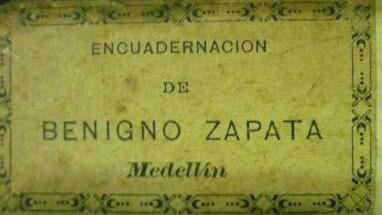 ENCUADERNACION
DE
BENIGNO ZAPATA
Medellín